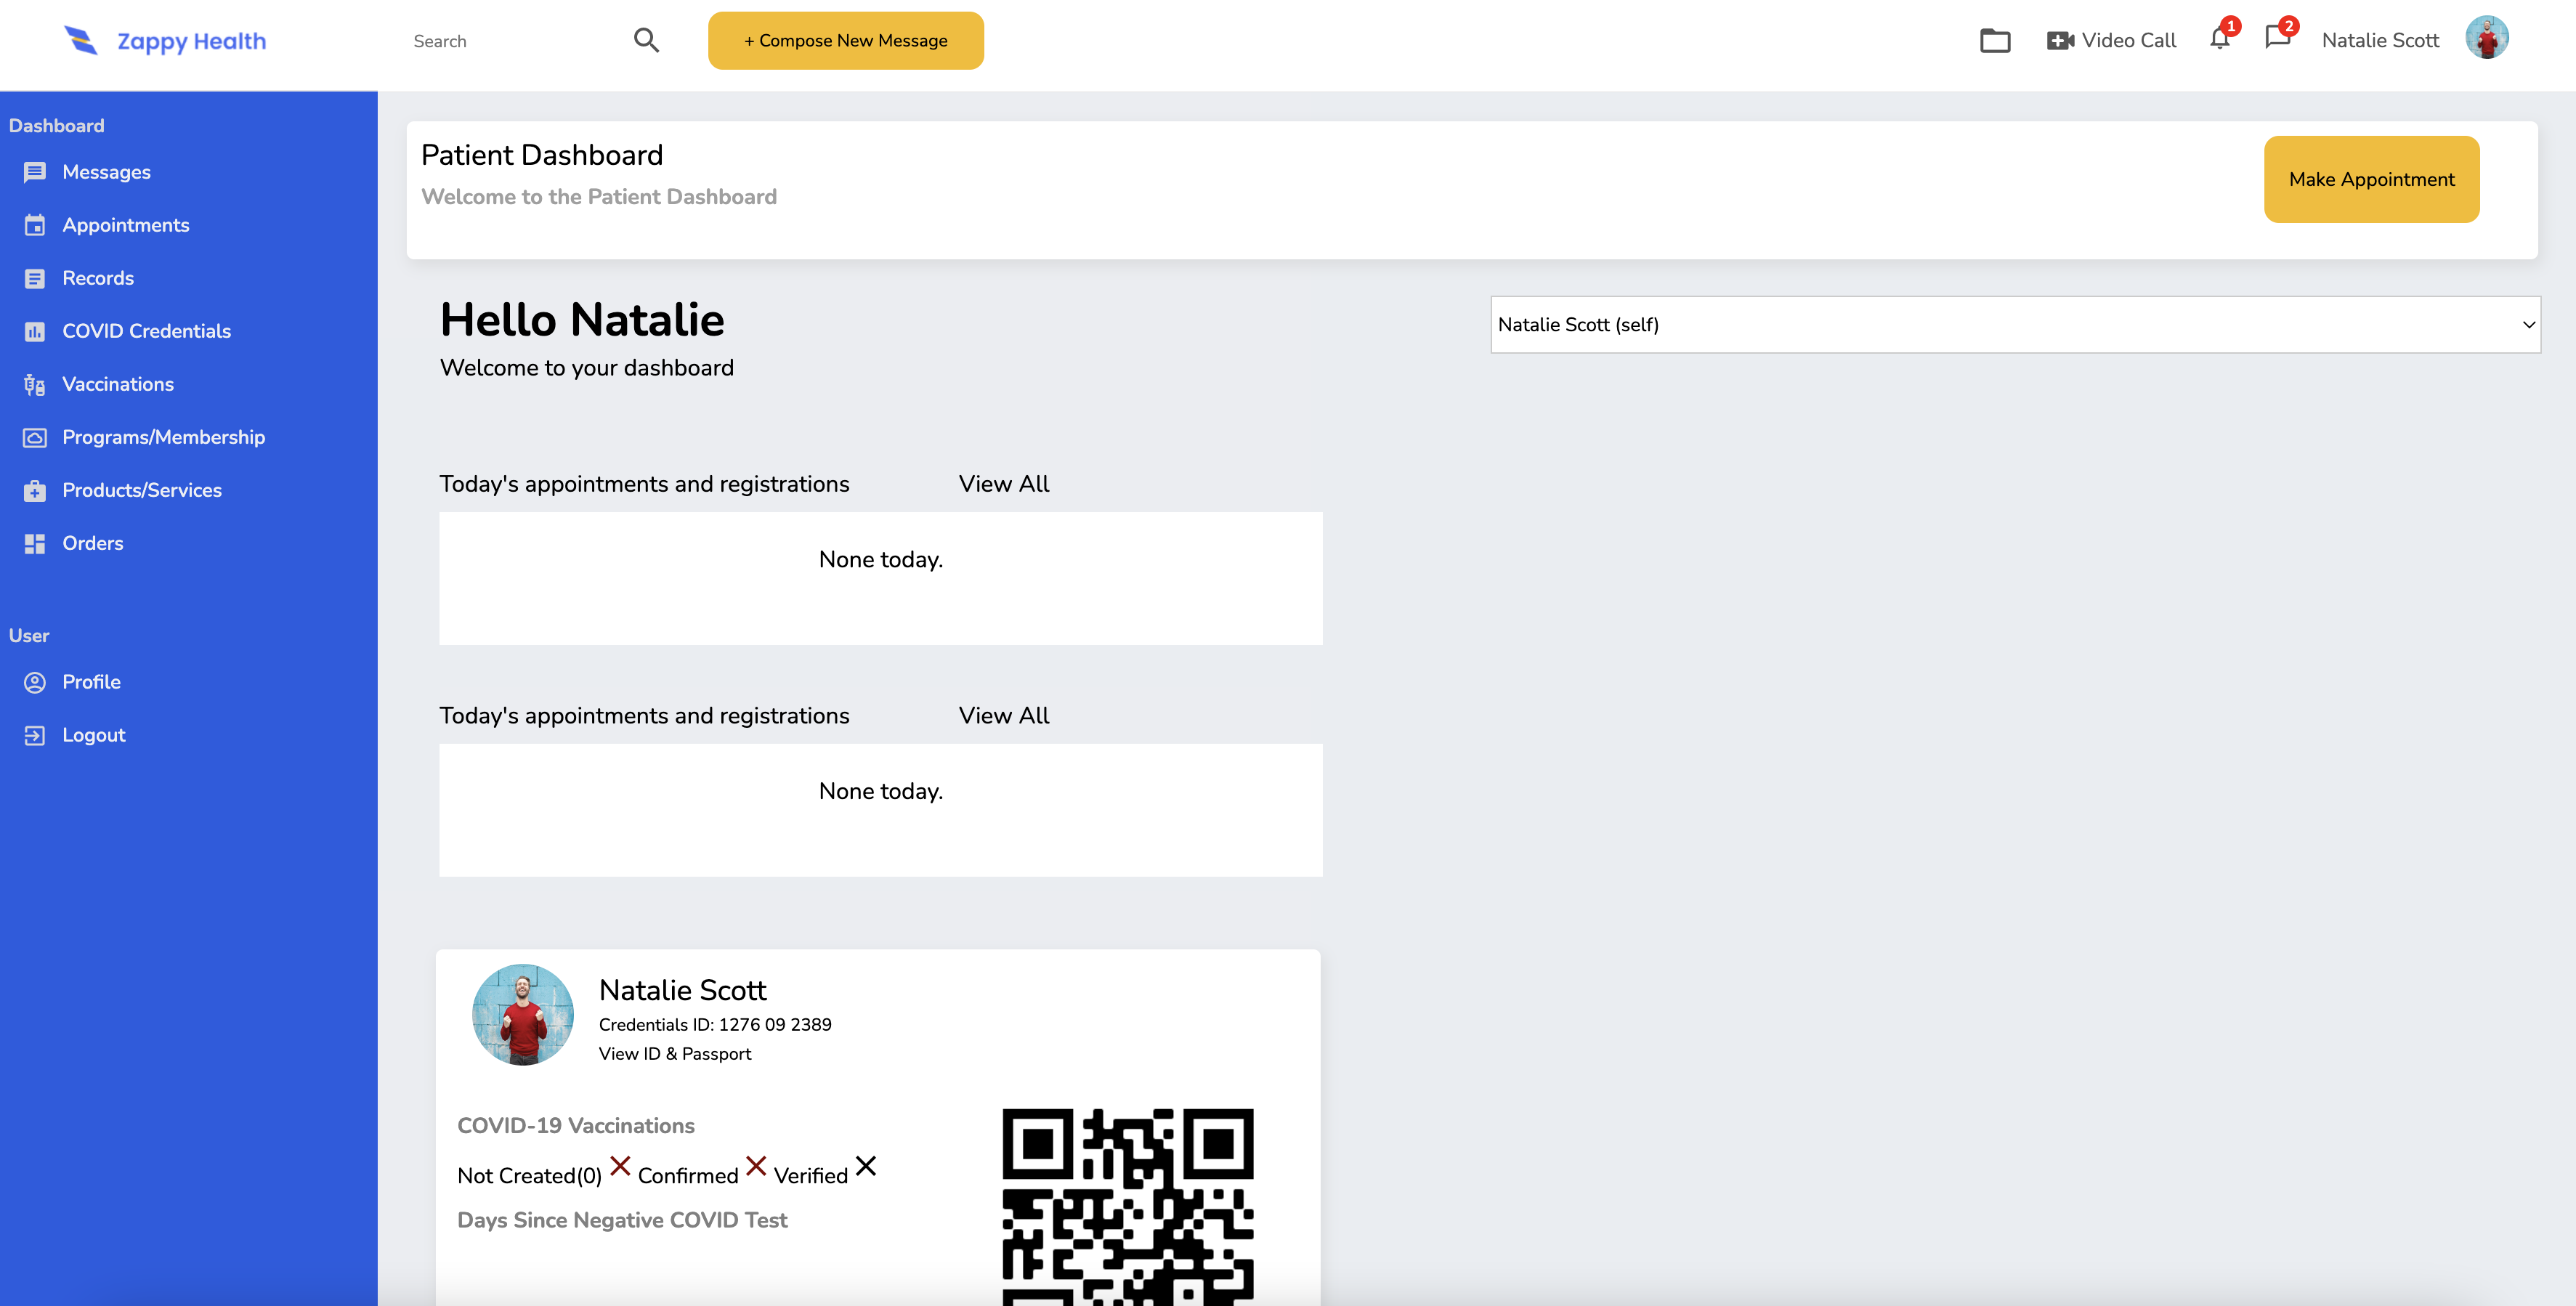 Zappy Health
Search
+ Compose New Message
Video Call
1
2
Natalie Scott
Dashboard
Messages
Appointments
Records
COVID Credentials
Vaccinations
Programs/Membership
Products/Services
Orders
User
Profile
Logout
Patient Dashboard
Welcome to the Patient Dashboard
Make Appointment
Hello Natalie
Welcome to your dashboard
Natalie Scott (self)
Today's appointments and registrations View All
None today.
Today's appointments and registrations View All
None today.
Natalie Scott
Credentials ID: 1276 09 2389
View ID & Passport
COVID-19 Vaccinations
Not Created(0) Confirmed Verified
Days Since Negative COVID Test